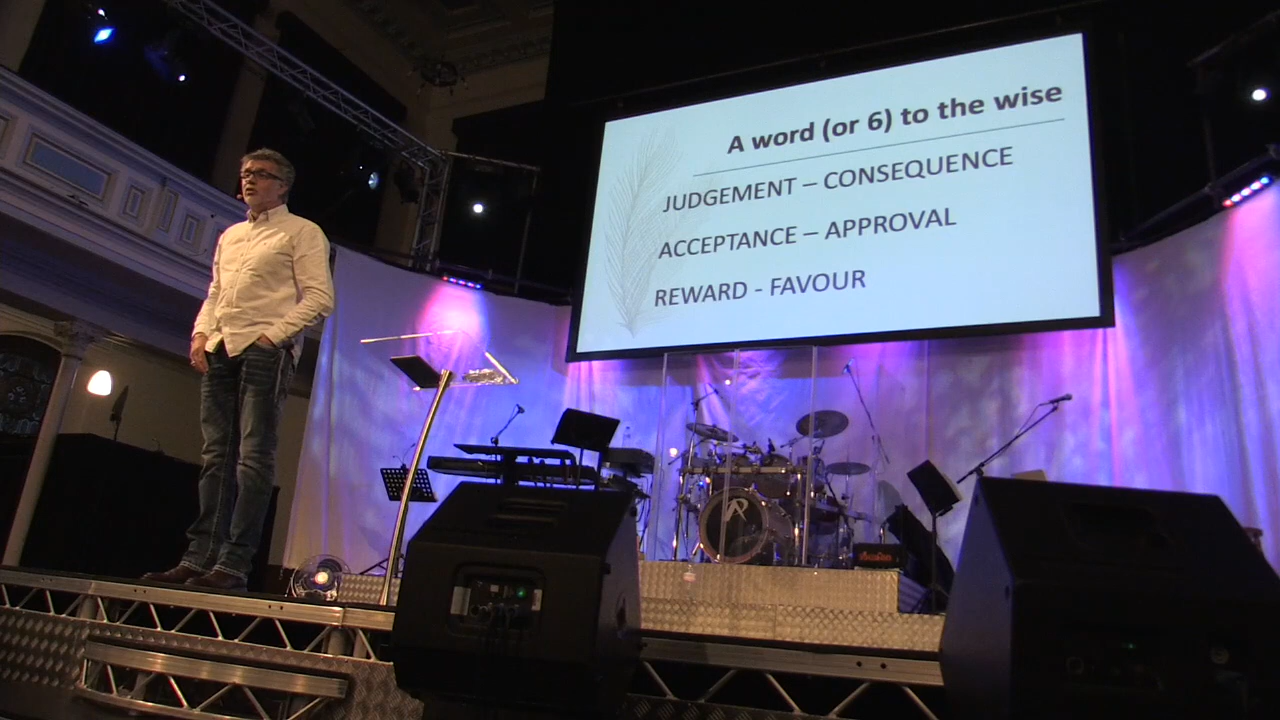 A word (or 6) to the wise
JUDGEMENT – CONSEQUENCE
ACCEPTANCE – APPROVAL
REWARD - FAVOUR